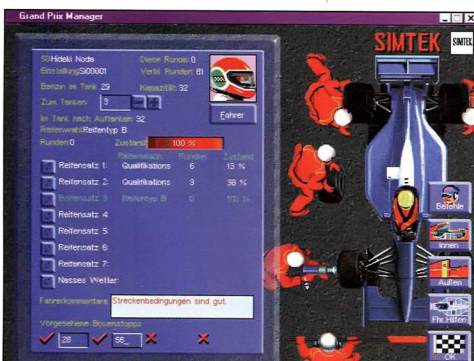 Grand Prix Manager
SIMTEK
SIMTEK
Hideki Noda
Diese Runde: 0
Einstellung:SI00001
Verbl. Runden: 81
Benzin im Tank 29
Kapazität: 32
Zum Tanken: 3
Fahrer
Im Tank nach Auftanken: 32
Reifenwahl:Reifentyp B
Runden:0
Zustand: 100 %
Reifenmisch. Runden Zustand
Reifensatz 1: Qualifikations 6 13 %
Reifensatz 2: Qualifikations 3 38 %
Reifensatz 3: Reifentyp B 0 100 %
Reifensatz 4:
Reifensatz 5:
Reifensatz 6:
Reifensatz 7:
Nasses Wetter:
Befehle
Innen
Außen
Fhr.Hilfen
OK
Fahrerkommentare: Streckenbedingungen sind gut.
Vorgesehene Boxenstopps
28 56_